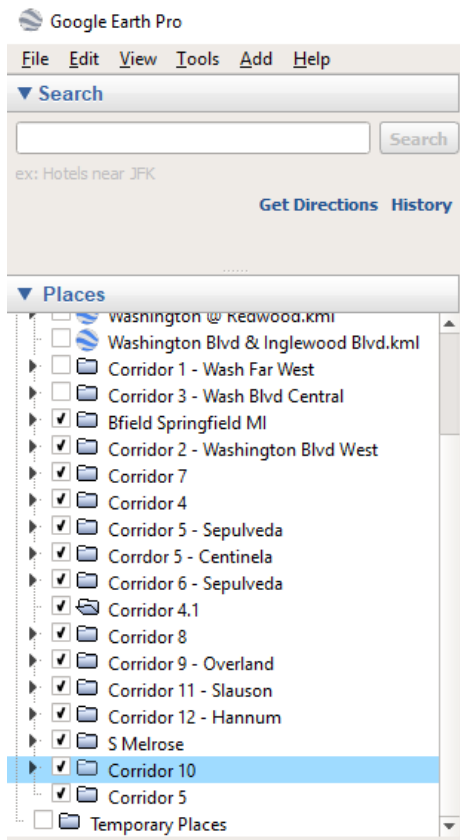 Google Earth Pro
File Edit View Tools Add Help
Search
Search
ex: Hotels near JFK
Get Directions History
Places
Washington @ Redwood.kml
Washington Blvd & Inglewood Blvd.kml
Corridor 1 - Wash Far West
Corridor 3 - Wash Blvd Central
Bfield Springfield MI
Corridor 2 - Washington Blvd West
Corridor 7
Corridor 4
Corridor 5 - Sepulveda
Corrdor 5 - Centinela
Corridor 6 - Sepulveda
Corridor 4.1
Corridor 8
Corridor 9 - Overland
Corridor 11 - Slauson
Corridor 12 - Hannum
S Melrose
Corridor 10
Corridor 5
Temporary Places